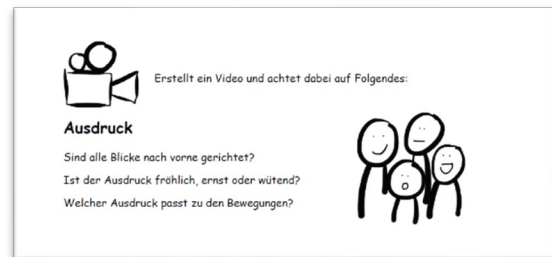 Erstellt ein Video und achtet dabei auf Folgendes:
Ausdruck
Sind alle Blicke nach vorne gerichtet?
Ist der Ausdruck fröhlich, ernst oder wütend?
Welcher Ausdruck passt zu den Bewegungen?